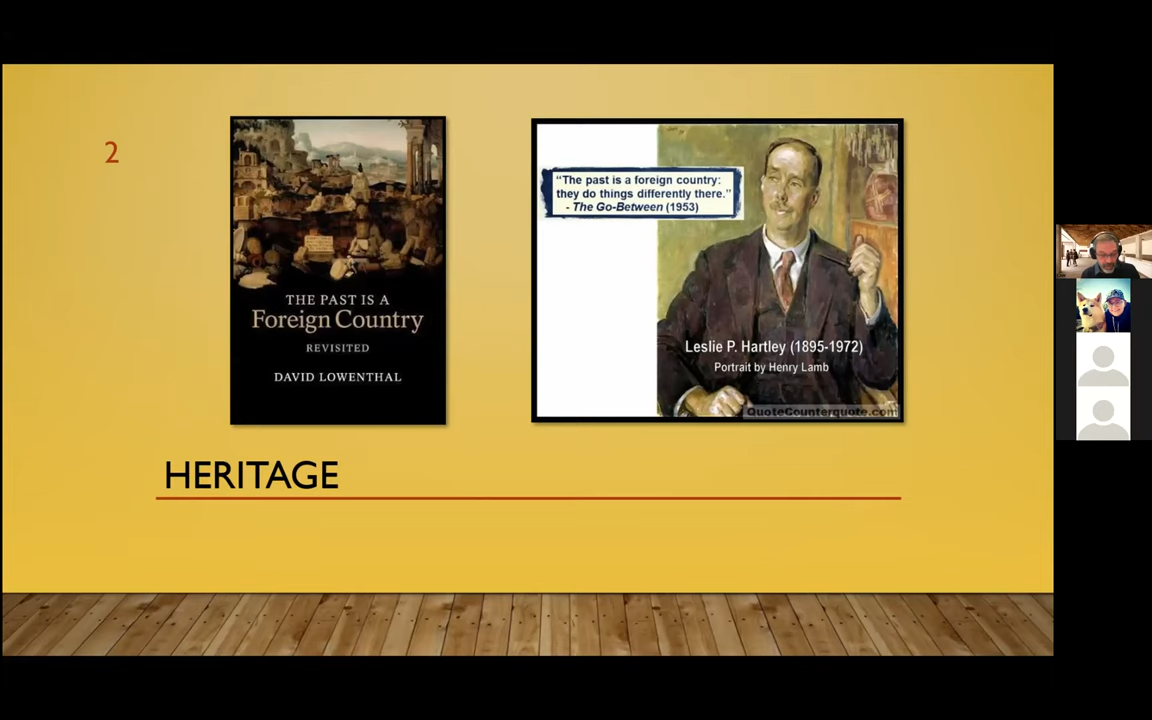 2
THE PAST IS A
Foreign Country
REVISITED
DAVID LOWENTHAL
"The past is a foreign country:
they do things differently there."
- The Go-Between (1953)
Leslie P. Hartley (1895-1972)
Portrait by Henry Lamb
QuoteCounterquote.com
HERITAGE